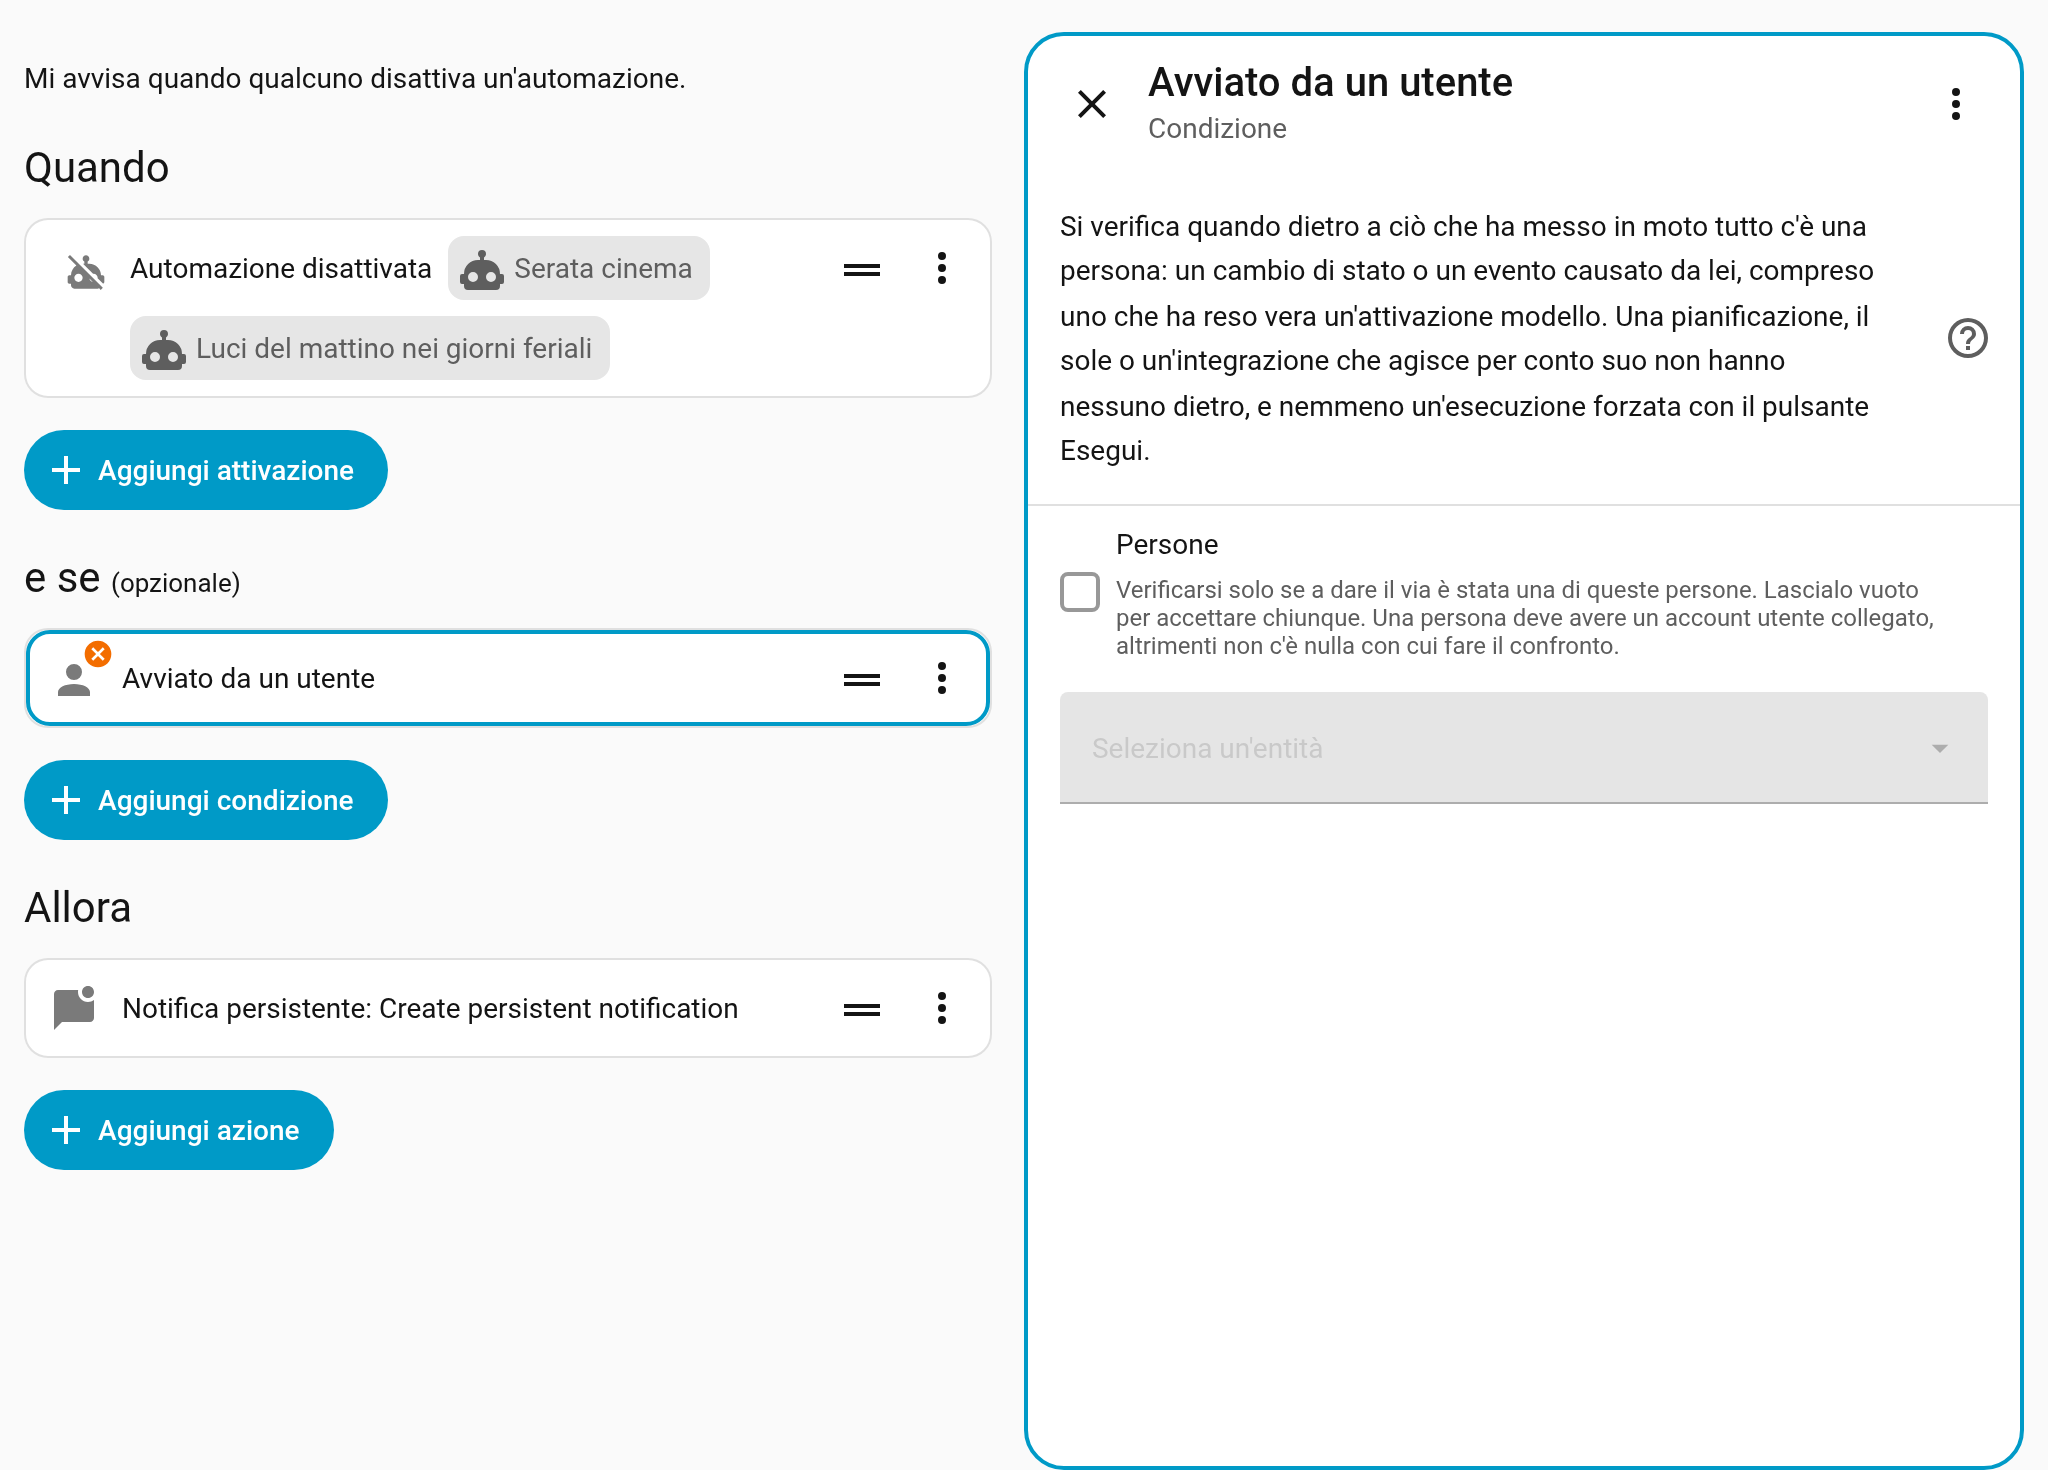 Mi avvisa quando qualcuno disattiva un'automazione.
Quando
Automazione disattivata
Serata cinema
Luci del mattino nei giorni feriali
Aggiungi attivazione
e se (opzionale)
Avviato da un utente
Aggiungi condizione
Allora
Notifica persistente: Create persistent notification
Aggiungi azione
Avviato da un utente
Condizione
Si verifica quando dietro a ciò che ha messo in moto tutto c'è una
persona: un cambio di stato o un evento causato da lei, compreso
uno che ha reso vera un'attivazione modello. Una pianificazione, il
sole o un'integrazione che agisce per conto suo non hanno
nessuno dietro, e nemmeno un'esecuzione forzata con il pulsante
Esegui.
Persone
Verificarsi solo se a dare il via è stata una di queste persone. Lascialo vuoto
per accettare chiunque. Una persona deve avere un account utente collegato,
altrimenti non c'è nulla con cui fare il confronto.
Seleziona un'entità